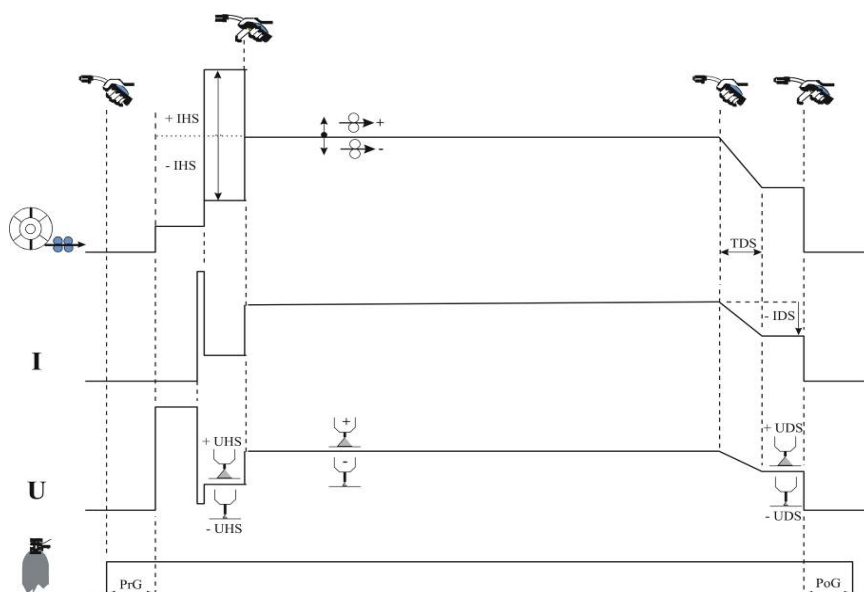 + IHS
+
- IHS
-
TDS
- IDS
I
+ UHS
+
+ UDS
-
U
- UHS
- UDS
PrG
PoG